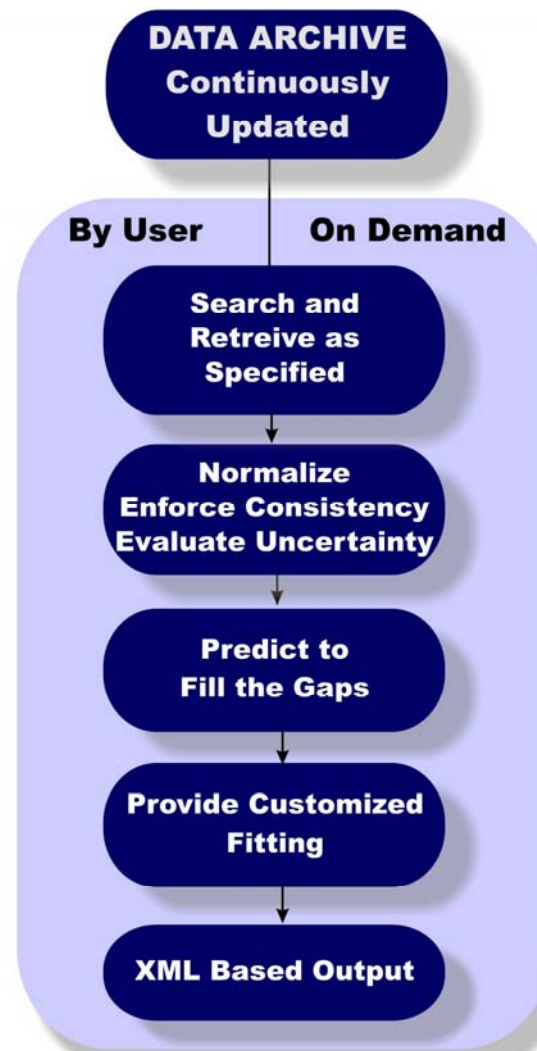 DATA ARCHIVE
Continuously
Updated
By User On Demand
Search and
Retreive as
Specified
Normalize
Enforce Consistency
Evaluate Uncertainty
Predict to
Fill the Gaps
Provide Customized
Fitting
XML Based Output